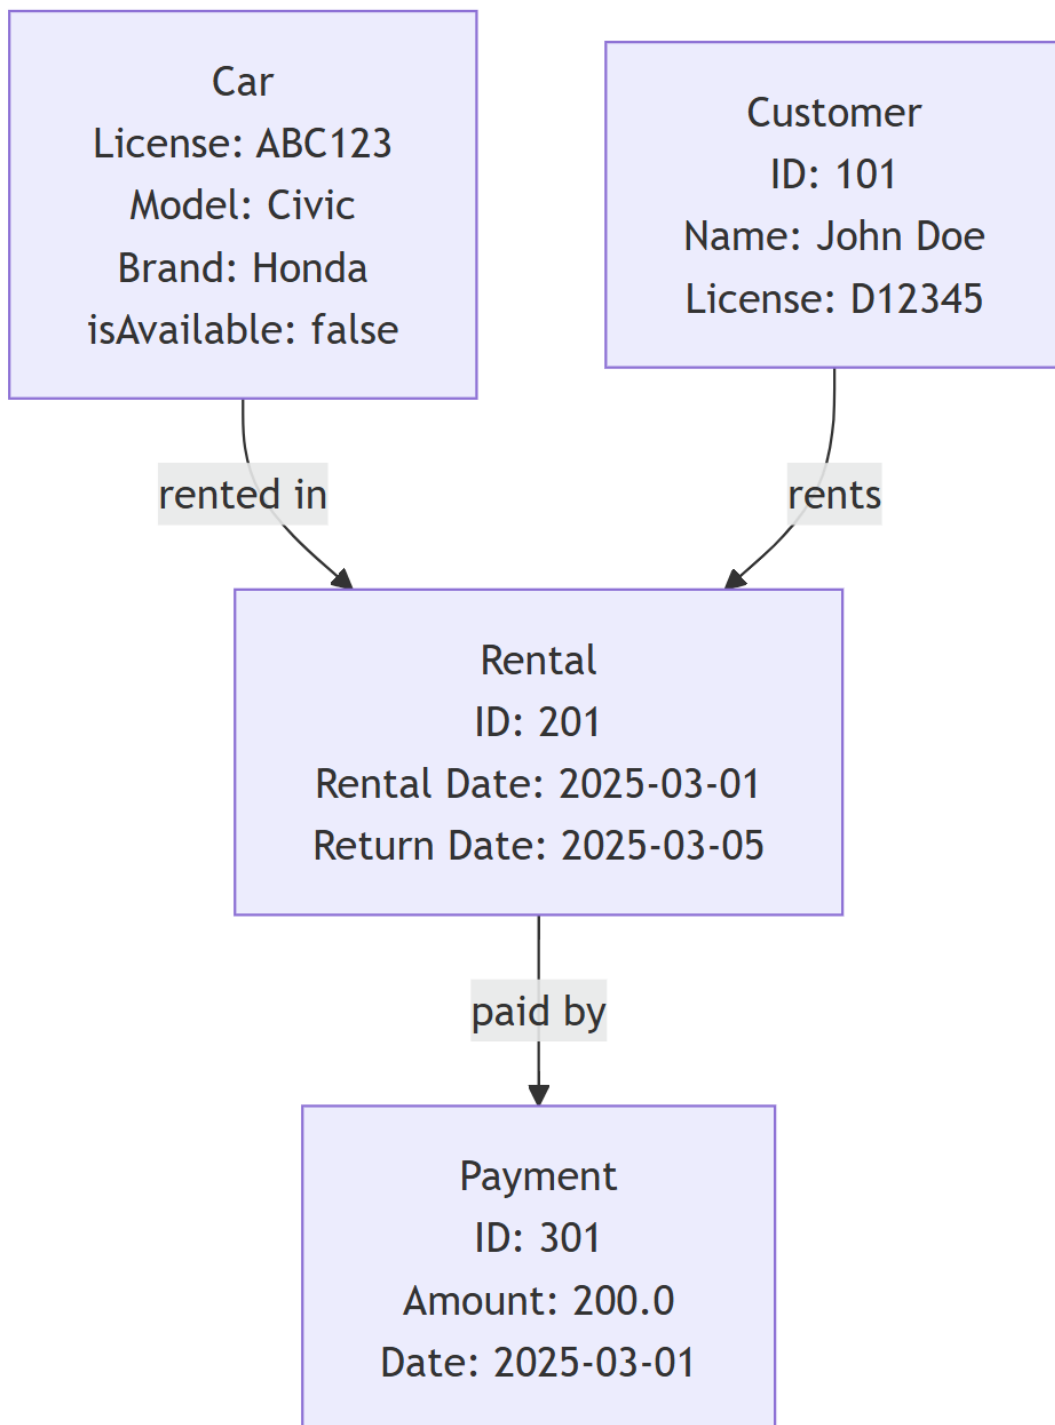 Car
License: ABC123
Model: Civic
Brand: Honda
isAvailable: false
Customer
ID: 101
Name: John Doe
License: D12345
rented in
rents
Rental
ID: 201
Rental Date: 2025-03-01
Return Date: 2025-03-05
paid by
Payment
ID: 301
Amount: 200.0
Date: 2025-03-01